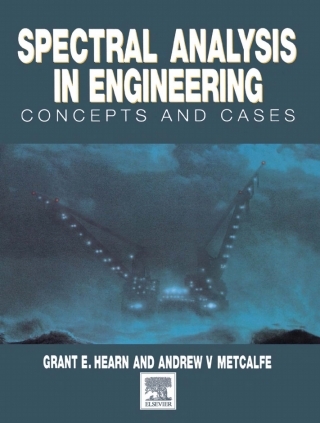 SPECTRAL ANALYSIS
IN ENGINEERING
CONCEPTS AND CASES
GRANT E. HEARN AND ANDREW V METCALFE
ELSEVIER